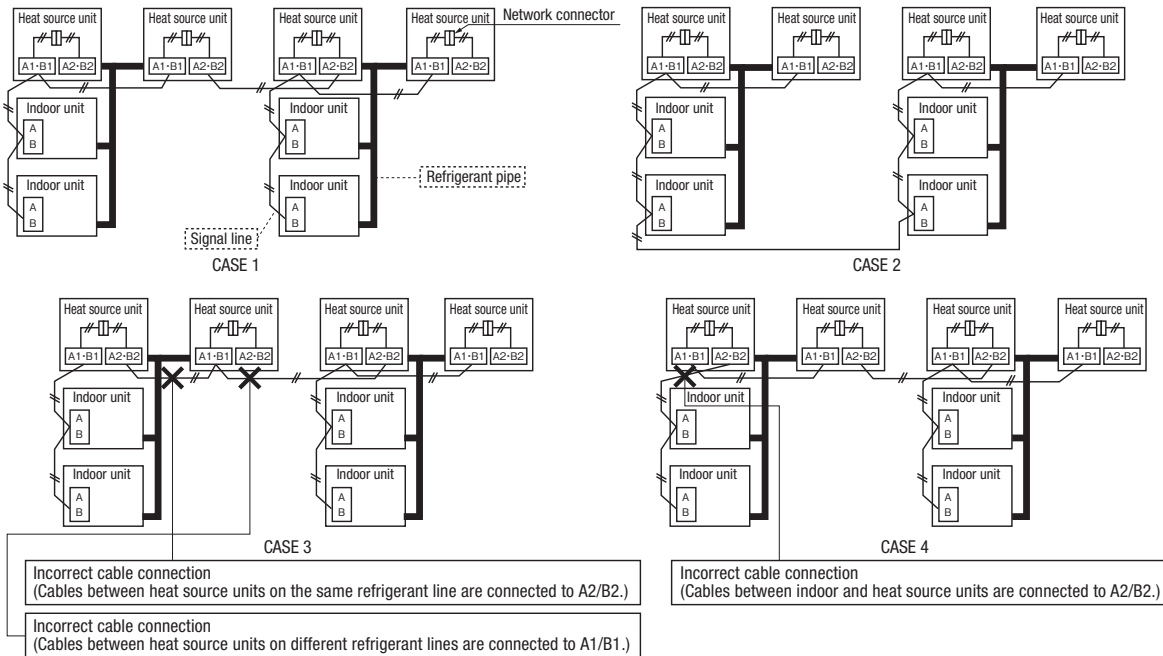 Heat source unit Heat source unit Heat source unit Heat source unit Network connector
A1·B1 A2·B2 A1·B1 A2·B2 A1·B1 A2·B2 A1·B1 A2·B2
Indoor unit Indoor unit
A A
B B
Indoor unit Indoor unit
A A
B B
Refrigerant pipe
Signal line
CASE 1
Heat source unit Heat source unit Heat source unit Heat source unit
A1·B1 A2·B2 A1·B1 A2·B2 A1·B1 A2·B2 A1·B1 A2·B2
Indoor unit Indoor unit
A A
B B
Indoor unit Indoor unit
A A
B B
CASE 2
Heat source unit Heat source unit Heat source unit Heat source unit
A1·B1 A2·B2 A1·B1 A2·B2 A1·B1 A2·B2 A1·B1 A2·B2
Indoor unit Indoor unit
A A
B B
Indoor unit Indoor unit
A A
B B
CASE 3
Incorrect cable connection
(Cables between heat source units on the same refrigerant line are connected to A2/B2.)
Incorrect cable connection
(Cables between heat source units on different refrigerant lines are connected to A1/B1.)
Heat source unit Heat source unit Heat source unit Heat source unit
A1·B1 A2·B2 A1·B1 A2·B2 A1·B1 A2·B2 A1·B1 A2·B2
Indoor unit Indoor unit
A A
B B
Indoor unit Indoor unit
A A
B B
CASE 4
Incorrect cable connection
(Cables between indoor and heat source units are connected to A2/B2.)